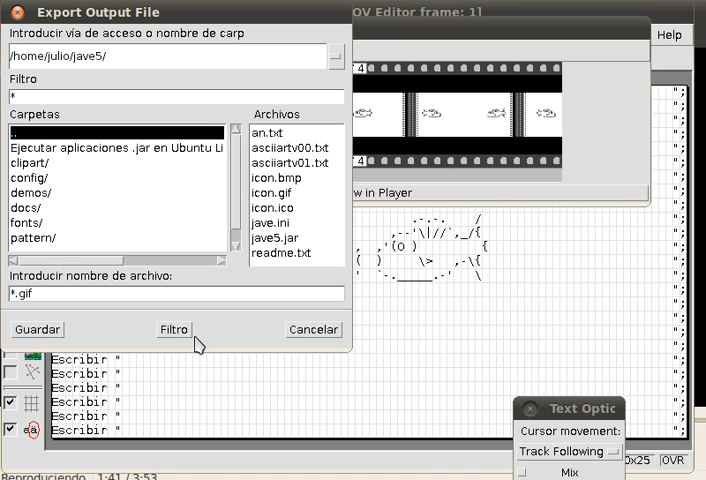 Export Output File
OV Editor frame: 1]
Introducir vía de acceso o nombre de carp
Help
/home/julio/jave5/
Filtro
*
Carpetas
Archivos
..
Ejecutar aplicaciones .jar en Ubuntu Li
clipart/
config/
demos/
docs/
fonts/
pattern/
an.txt
asciiartv00.txt
asciiartv01.txt
icon.bmp
icon.gif
icon.ico
jave.ini
jave5.jar
readme.txt
4
4
w in Player
Introducir nombre de archivo:
*.gif
Guardar
Filtro
Cancelar
Escribir "
Escribir "
Escribir "
Escribir "
Escribir "
Escribir "
aä
Text Optic
Cursor movement:
Track Following
Mix
0x25
OVR
Reproduciendo 1:41 / 3:53